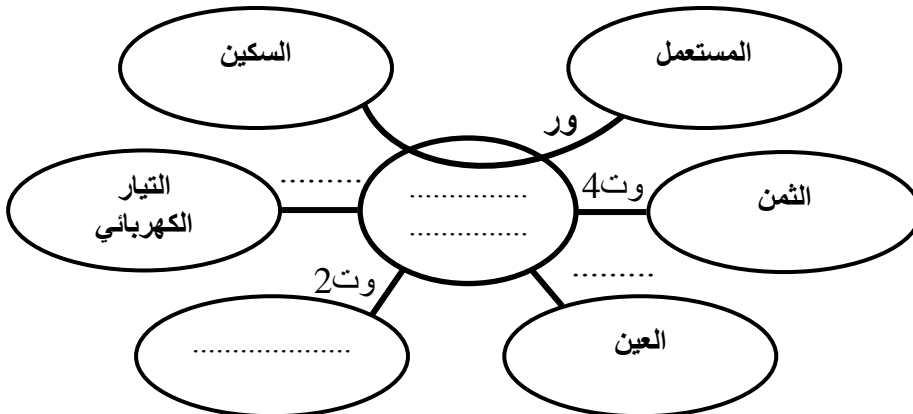 السكين
المستعمل
ور
التيار
الكهربائي
.........
..............
..............
وت4
الثمن
وت2
.........
....................
العين